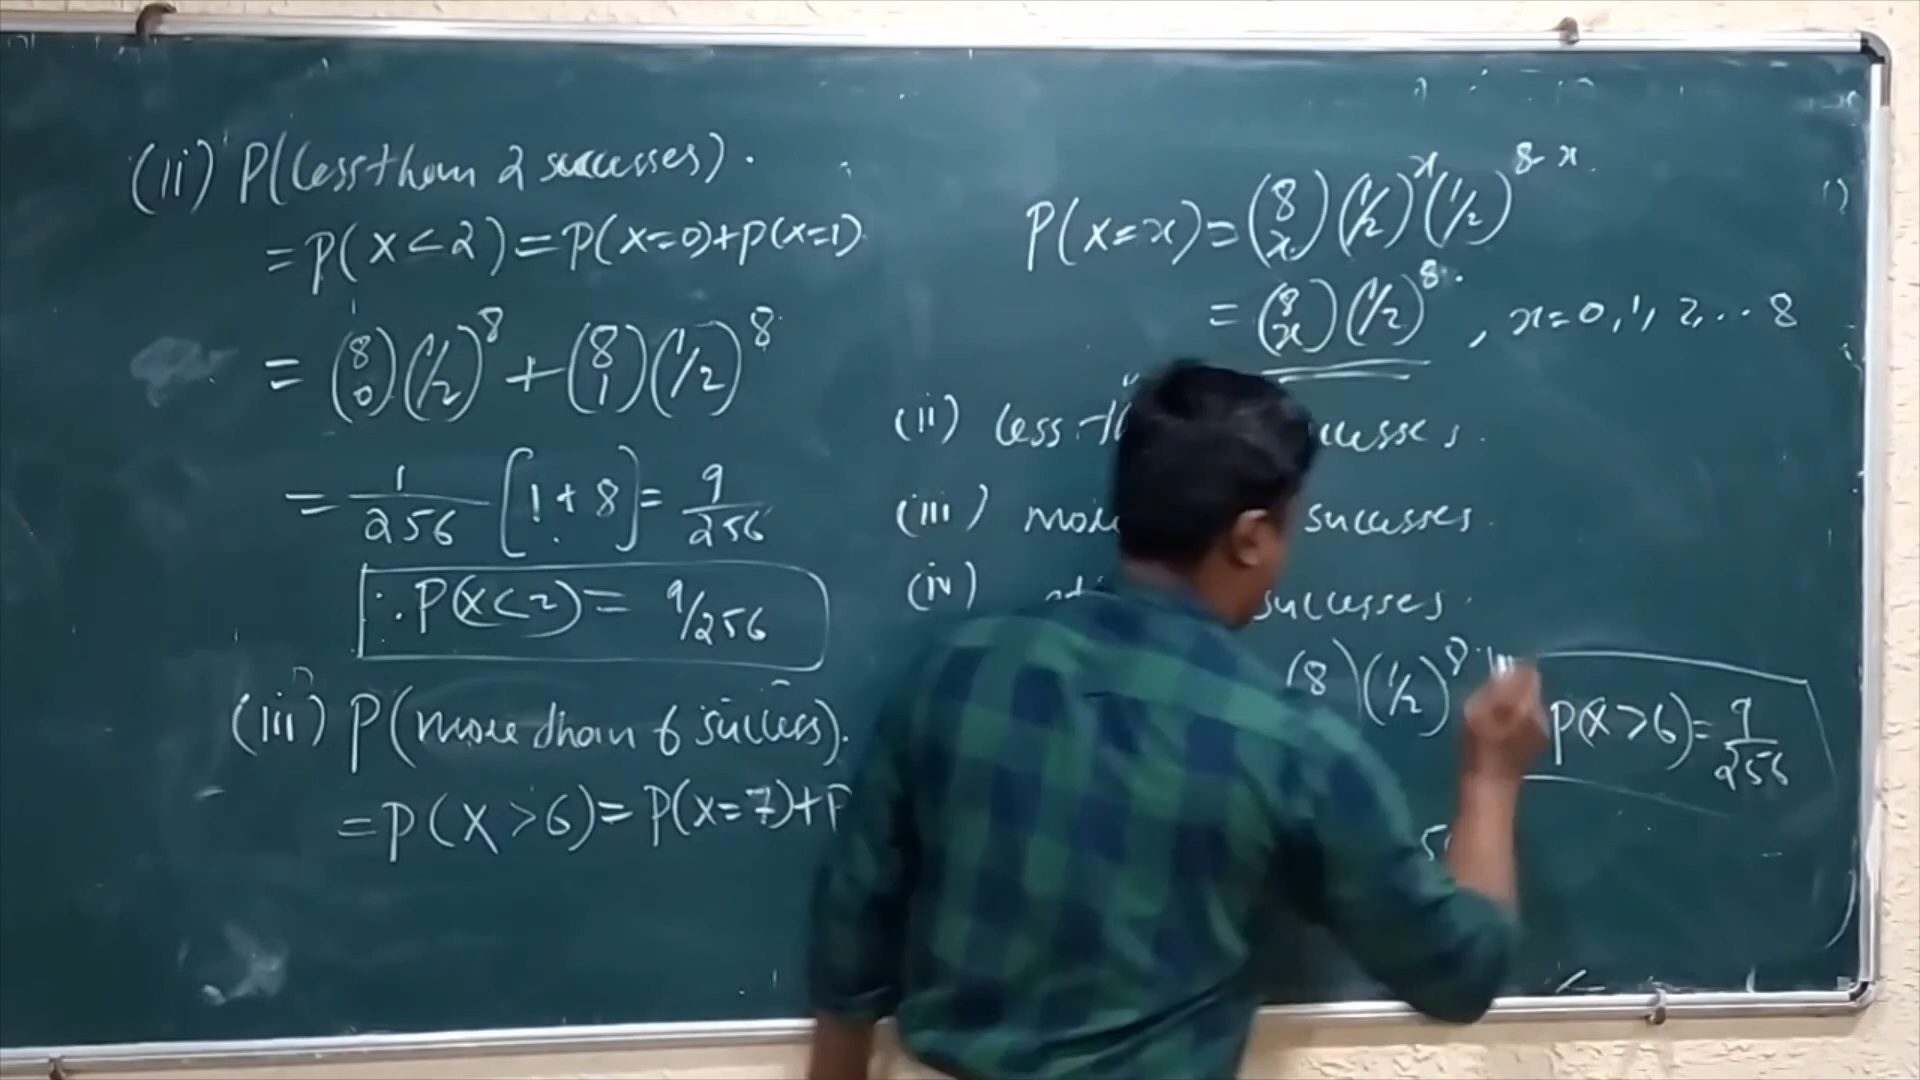 (ii) P(less than 2 successes).
= P(X<2) = P(X=0)+P(X=1)
= (8 0)(1/2)^8 + (8 1)(1/2)^8
= 1/256 [1+8] = 9/256
∴ P(X<2) = 9/256
(iii) P(more than 6 success).
= P(X>6) = P(X=7)+P
P(X=x) = (8 x)(1/2)^x (1/2)^8-x
= (8 x)(1/2)^8, x=0,1,2,...8
(ii) less cesses.
(iii) more successes.
(iv) successes.
(8 )(1/2)^8
P(X>6) = 9/256